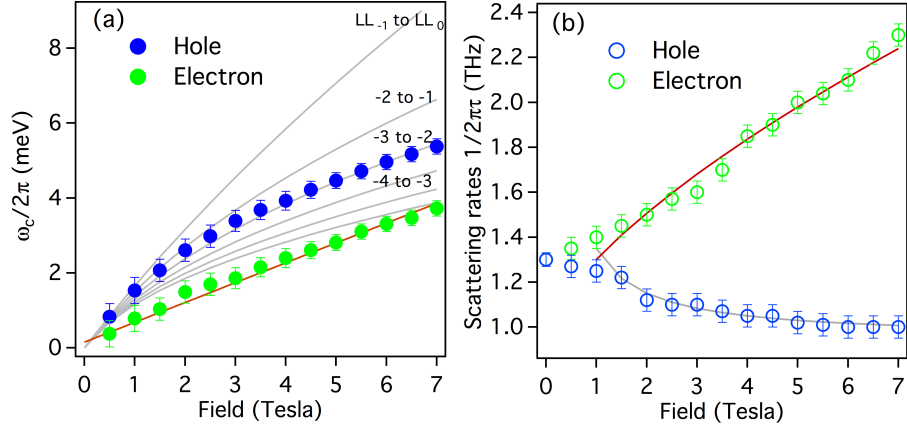 (a)
LL-1 to LL0
Hole
Electron
-2 to -1
-3 to -2
-4 to -3
ωc/2π (meV)
8
6
4
2
0
0 1 2 3 4 5 6 7
Field (Tesla)
(b)
Hole
Electron
Scattering rates 1/2πτ (THz)
2.4
2.2
2.0
1.8
1.6
1.4
1.2
1.0
0 1 2 3 4 5 6 7
Field (Tesla)